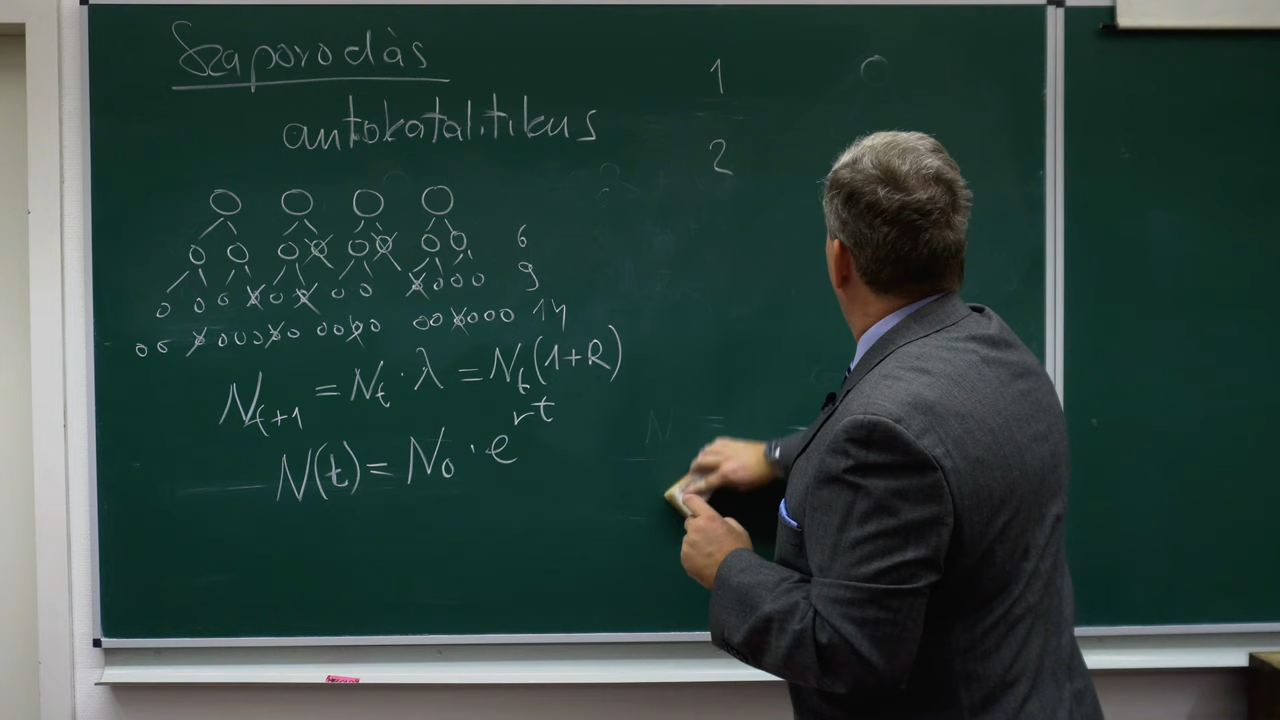 Szaporodás
autokatalitikus
6
9
14
N_{t+1} = N_t · λ = N_t (1+R)
N(t) = N_0 · e^{rt}
1
2
N =